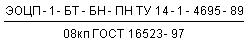 ЭОЦП - 1 - БТ - БН - ПН ТУ 14 - 1 - 4695 - 89
08кп ГОСТ 16523 - 97